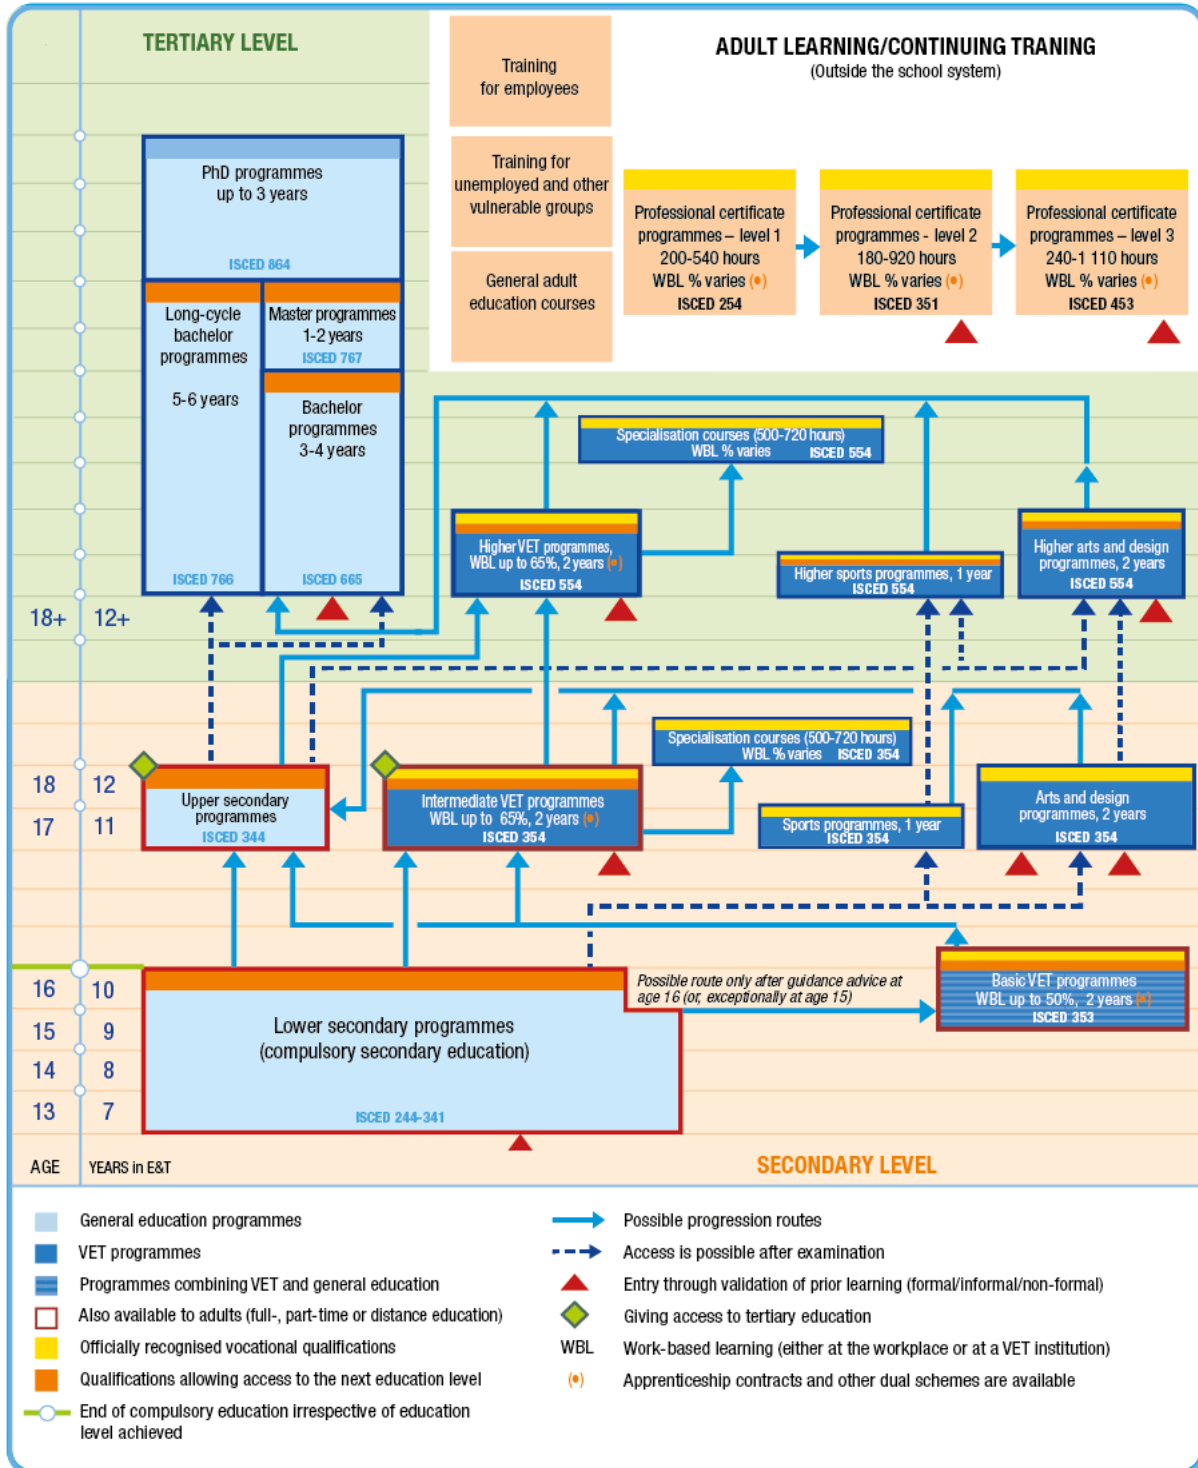 TERTIARY LEVEL
ADULT LEARNING/CONTINUING TRANING
(Outside the school system)
Training
for employees
Training for
unemployed and other
vulnerable groups
General adult
education courses
Professional certificate
programmes – level 1
200-540 hours
WBL % varies (•)
ISCED 254
Professional certificate
programmes - level 2
180-920 hours
WBL % varies (•)
ISCED 351
Professional certificate
programmes – level 3
240-1 110 hours
WBL % varies (•)
ISCED 453
PhD programmes
up to 3 years
ISCED 864
Long-cycle
bachelor
programmes
5-6 years
ISCED 766
Master programmes
1-2 years
ISCED 767
Bachelor
programmes
3-4 years
ISCED 665
Specialisation courses (500-720 hours)
WBL % varies ISCED 554
Higher VET programmes,
WBL up to 65%, 2 years (•)
ISCED 554
Higher sports programmes, 1 year
ISCED 554
Higher arts and design
programmes, 2 years
ISCED 554
18+ 12+
Specialisation courses (500-720 hours)
WBL % varies ISCED 354
18 12
17 11
Upper secondary
programmes
ISCED 344
Intermediate VET programmes
WBL up to 65%, 2 years (•)
ISCED 354
Sports programmes, 1 year
ISCED 354
Arts and design
programmes, 2 years
ISCED 354
16 10
15 9
14 8
13 7
Lower secondary programmes
(compulsory secondary education)
ISCED 244-341
Possible route only after guidance advice at
age 16 (or, exceptionally at age 15)
Basic VET programmes
WBL up to 50%, 2 years (•)
ISCED 353
AGE YEARS in E&T
SECONDARY LEVEL
General education programmes
VET programmes
Programmes combining VET and general education
Also available to adults (full-, part-time or distance education)
Officially recognised vocational qualifications
Qualifications allowing access to the next education level
End of compulsory education irrespective of education
level achieved
Possible progression routes
Access is possible after examination
Entry through validation of prior learning (formal/informal/non-formal)
Giving access to tertiary education
WBL Work-based learning (either at the workplace or at a VET institution)
(•) Apprenticeship contracts and other dual schemes are available